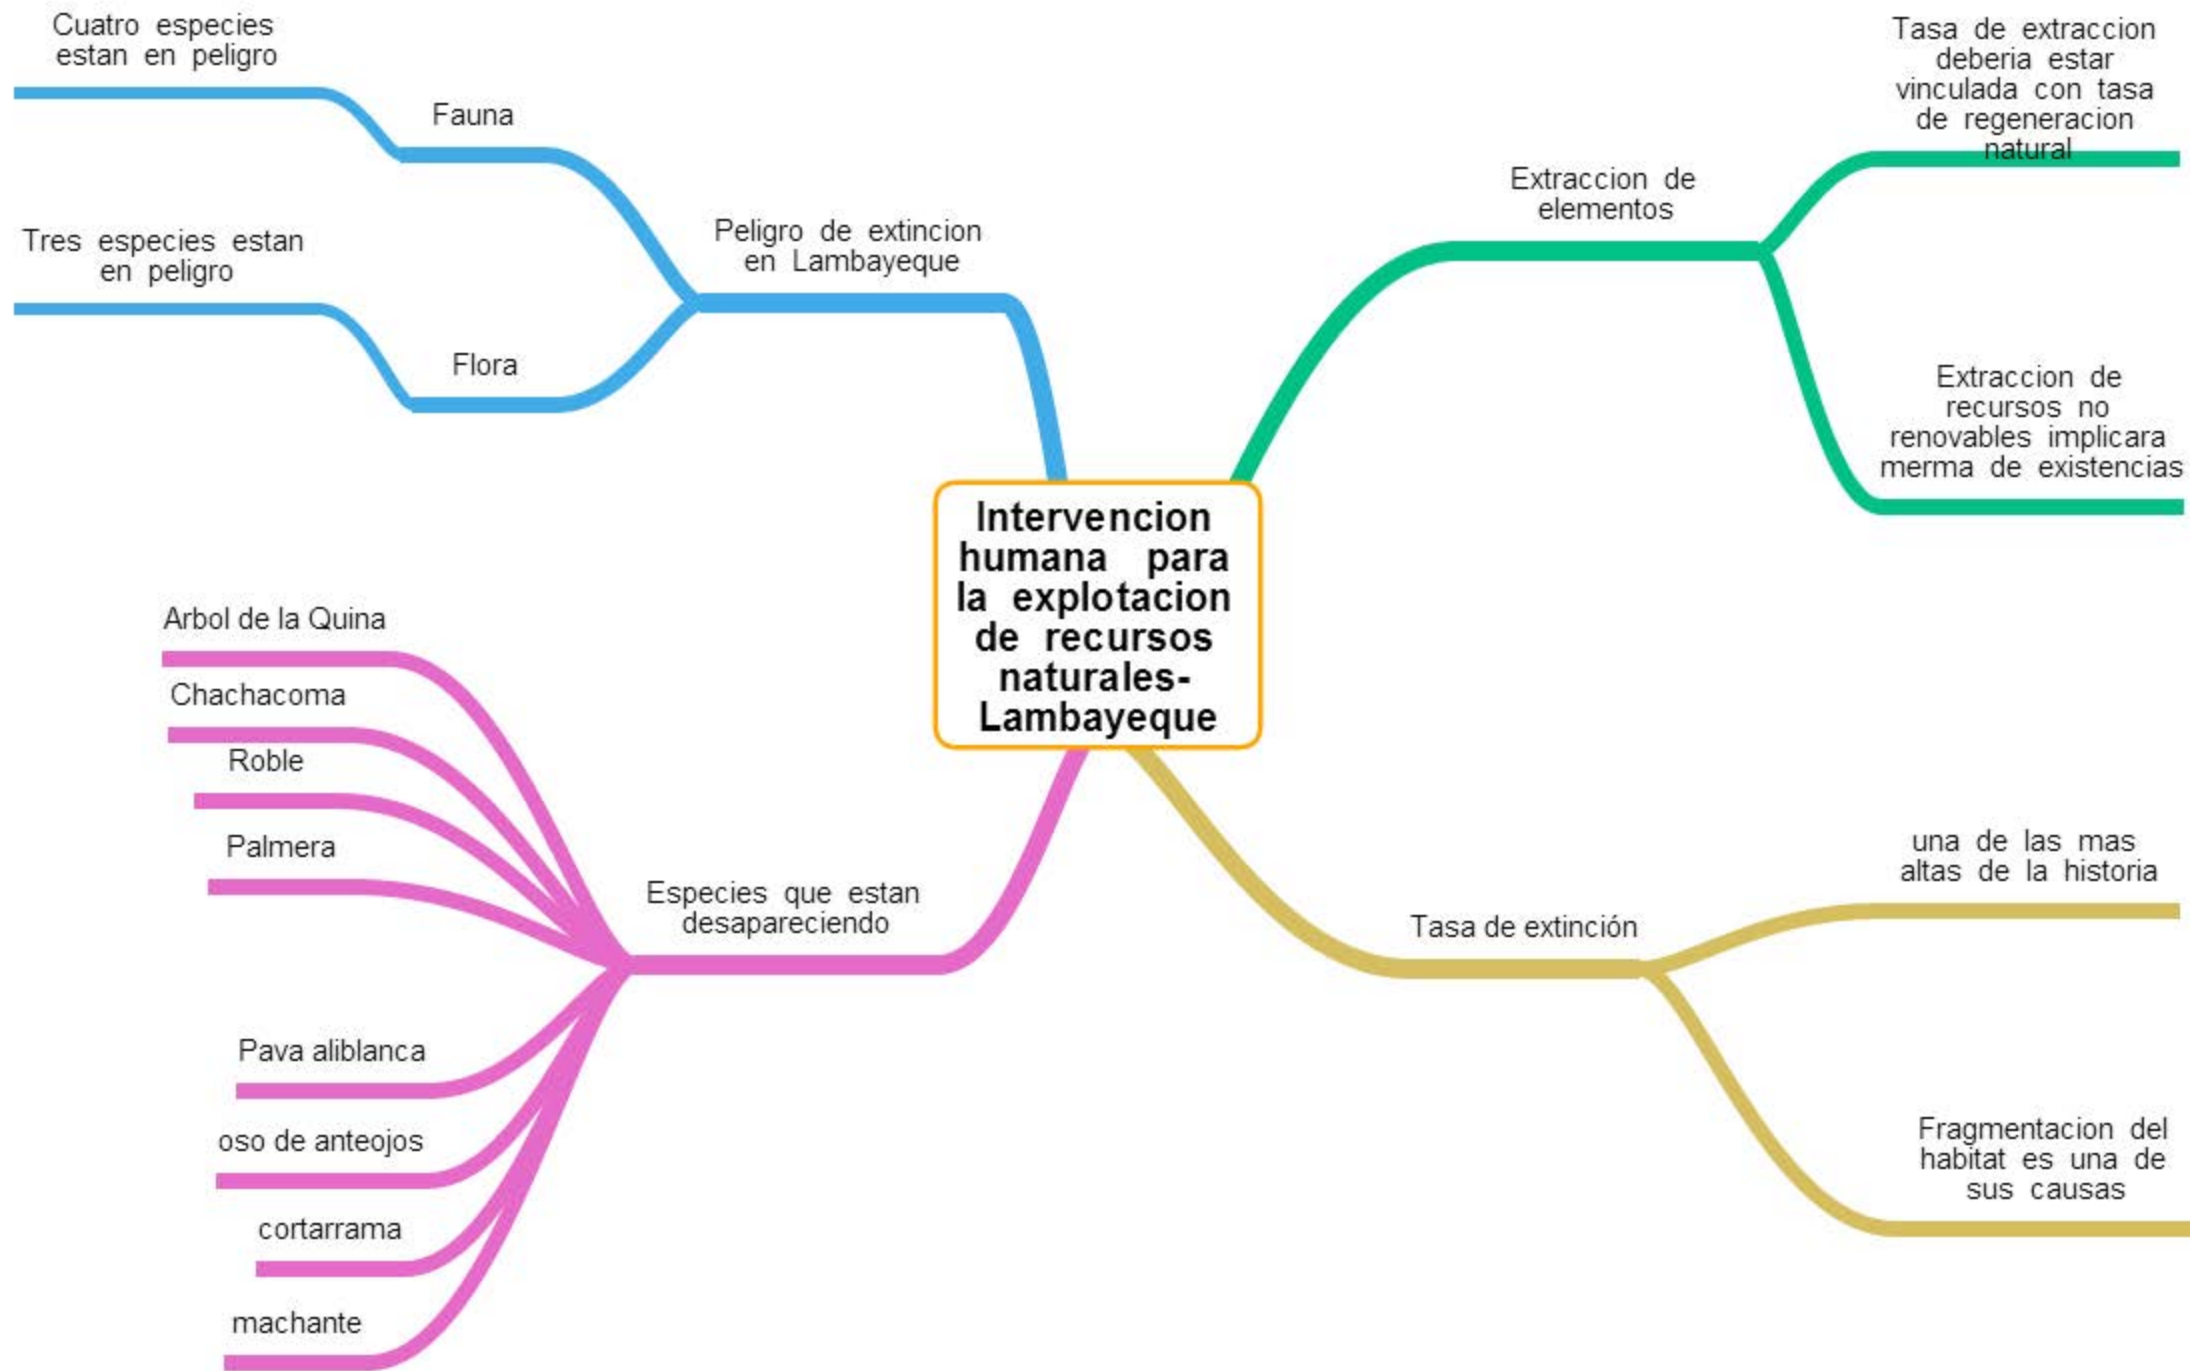 Cuatro especies
estan en peligro
Fauna
Tres especies estan
en peligro
Flora
Peligro de extincion
en Lambayeque
Tasa de extraccion
deberia estar
vinculada con tasa
de regeneracion
natural
Extraccion de
elementos
Extraccion de
recursos no
renovables implicara
merma de existencias
Intervencion
humana para
la explotacion
de recursos
naturales-
Lambayeque
Arbol de la Quina
Chachacoma
Roble
Palmera
Especies que estan
desapareciendo
Pava aliblanca
oso de anteojos
cortarrama
machante
una de las mas
altas de la historia
Tasa de extinción
Fragmentacion del
habitat es una de
sus causas